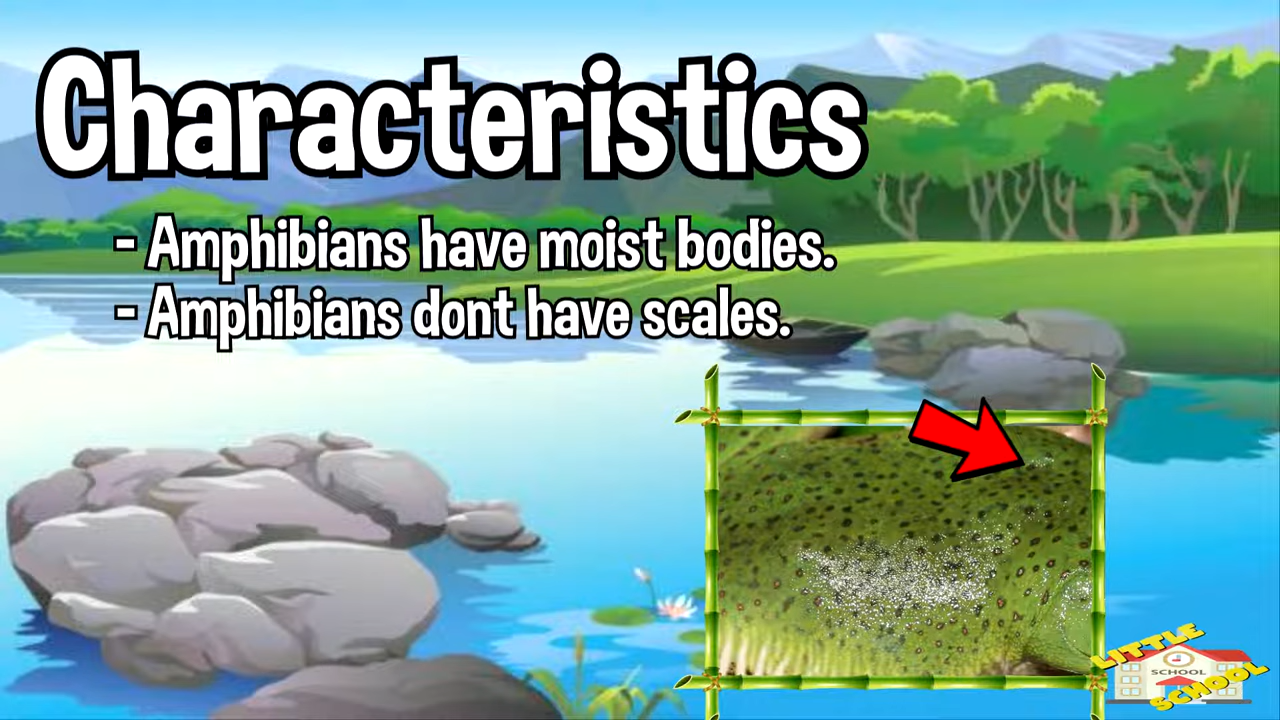 Characteristics
- Amphibians have moist bodies.
- Amphibians dont have scales.
LITTLE
SCHOOL
SCHOOL